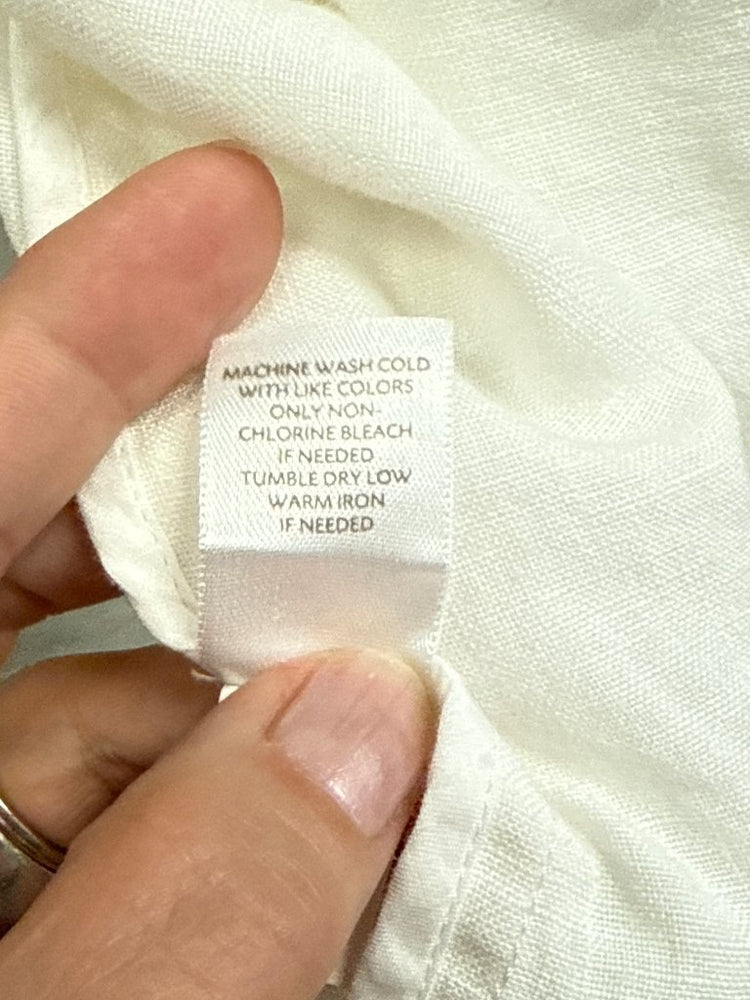 MACHINE WASH COLD
WITH LIKE COLORS
ONLY NON-
CHLORINE BLEACH
IF NEEDED
TUMBLE DRY LOW
WARM IRON
IF NEEDED